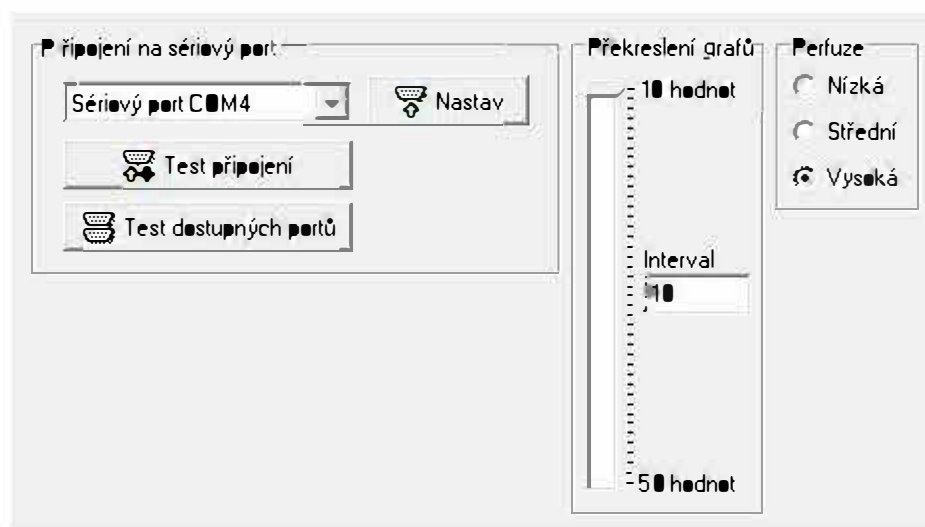 Připojení na sériový port
Sériový port COM4
Nastav
Test připojení
Test dostupných portů
Překreslení grafů
10 hodnot
Interval
10
50 hodnot
Perfuze
Nízká
Střední
Vysoká